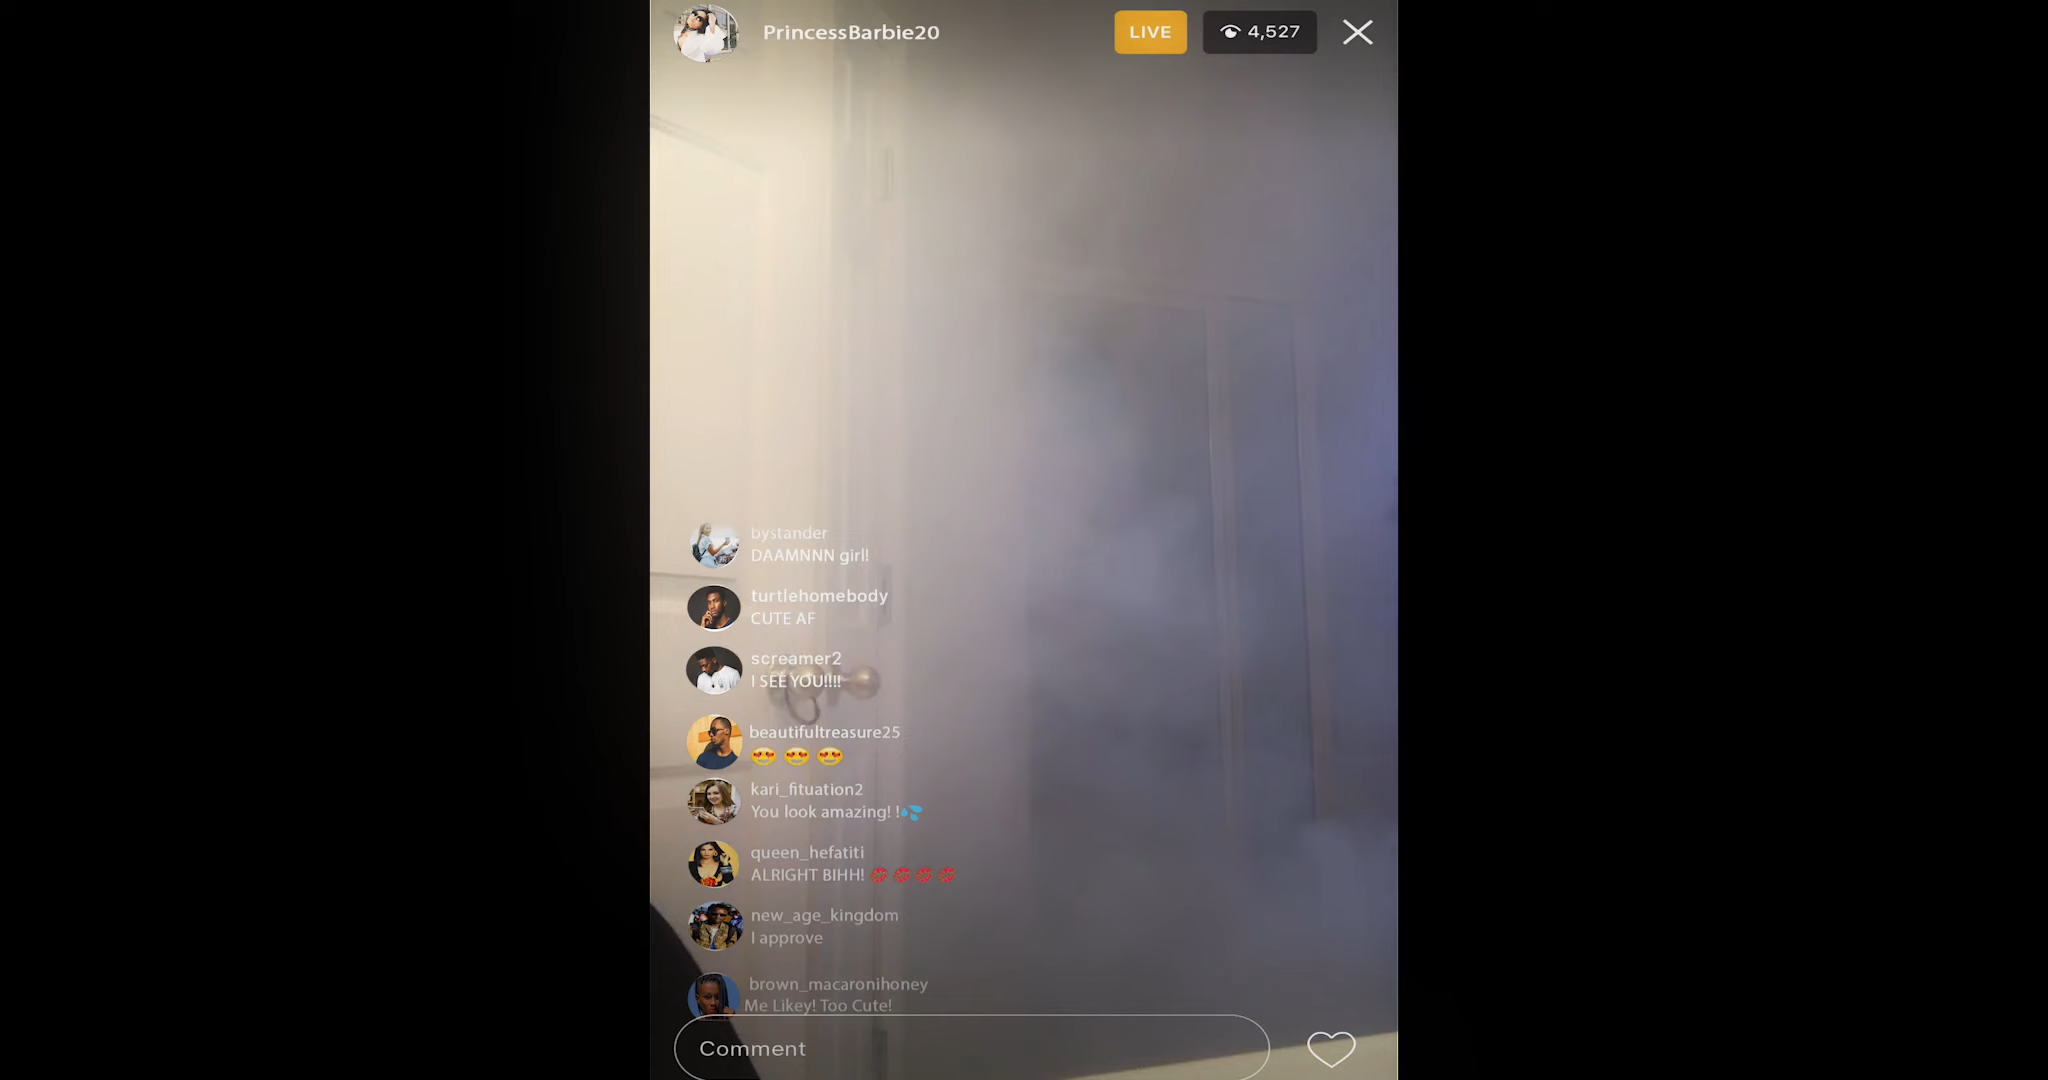 PrincessBarbie20
LIVE
4,527
bystander
DAAMNNN girl!
turtlehomebody
CUTE AF
screamer2
I SEE YOU!!!!
beautifultreasure25
😍 😍 😍
kari_fituation2
You look amazing! !💦
queen_hefatiti
ALRIGHT BIHH! 💋 💋 💋 💋
new_age_kingdom
I approve
brown_macaronihoney
Me Likey! Too Cute!
Comment